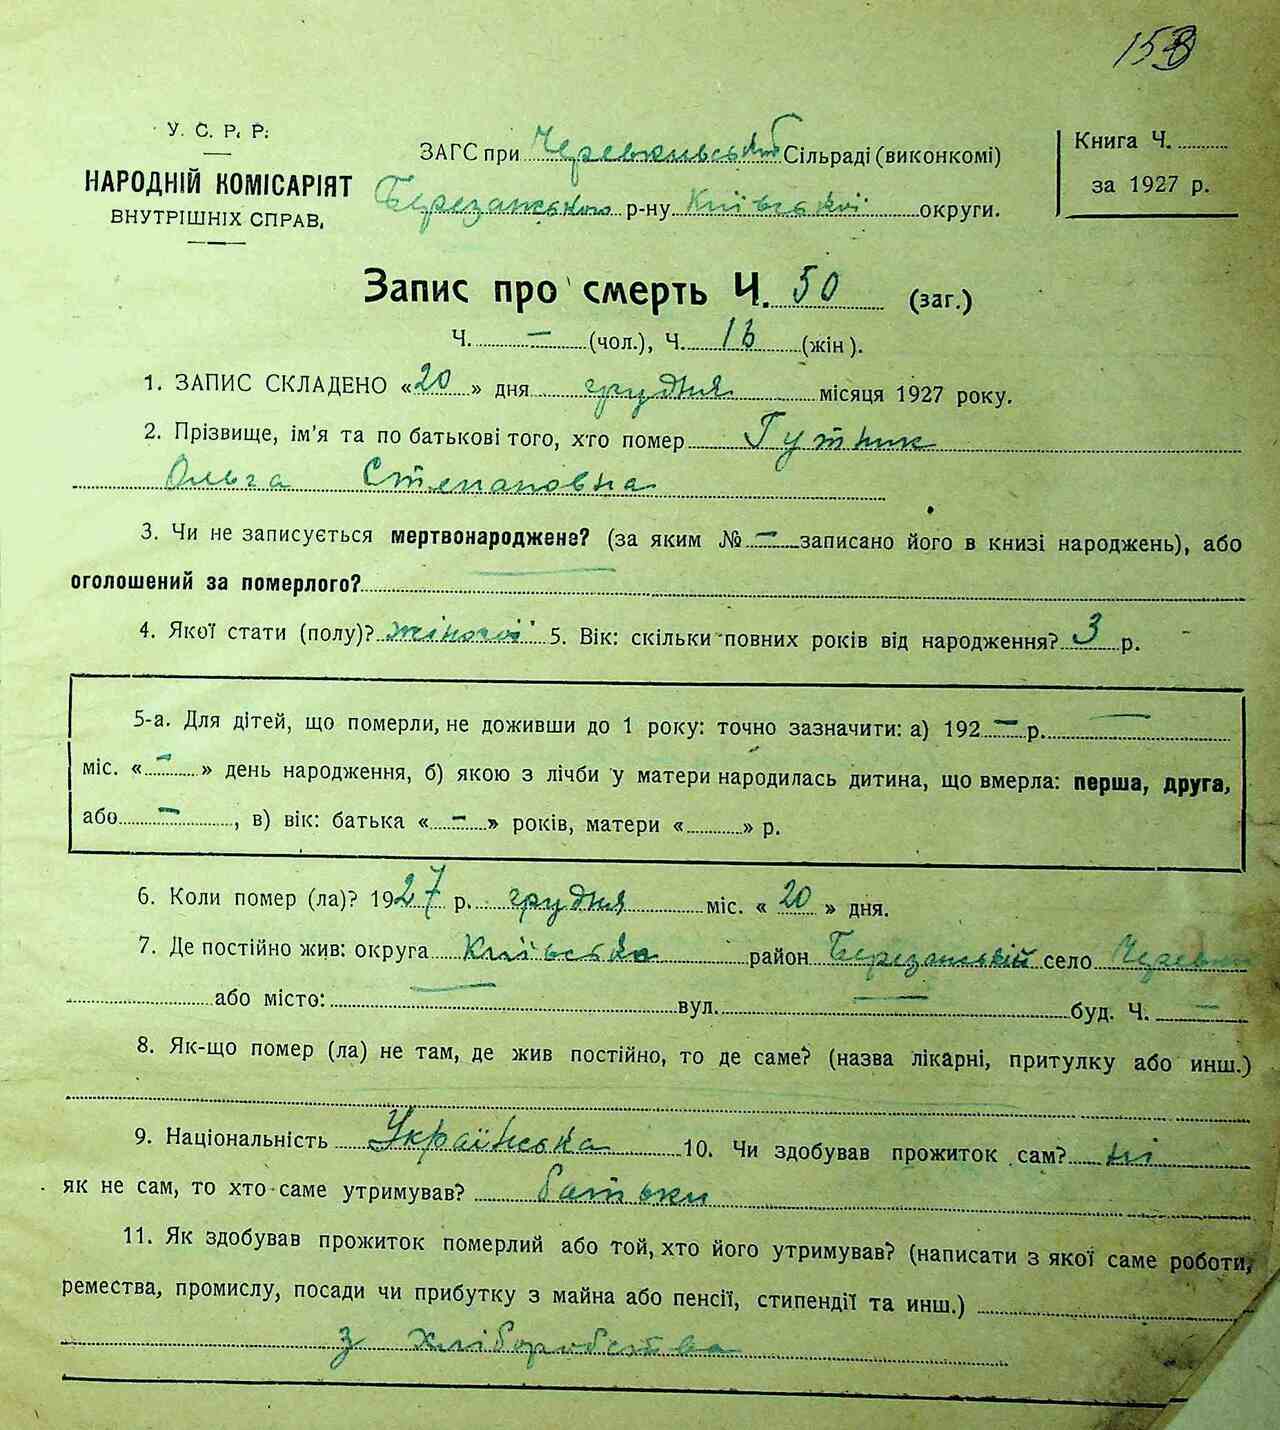 153
У. С. Р. Р.
НАРОДНІЙ КОМІСАРІЯТ
ВНУТРІШНІХ СПРАВ,
ЗАГС при Черевківській Сільраді (виконкомі)
Березанського р-ну Київської округи.
Книга Ч.
за 1927 р.
Запис про смерть Ч. 50 (заг.)
Ч. – (чол.), Ч. 1в (жін).
1. ЗАПИС СКЛАДЕНО «20» дня грудня місяця 1927 року.
2. Прізвище, ім'я та по батькові того, хто помер Гутник
Ольга Степановна
3. Чи не записується мертвонароджене? (за яким № – записано його в книзі народжень), або
оголошений за померлого?
4. Якої стати (полу)? жіночої 5. Вік: скільки повних років від народження? 3 р.
5-а. Для дітей, що померли, не доживши до 1 року: точно зазначити: а) 192 – р. –
міс. « – » день народження, б) якою з лічби у матери народилась дитина, що вмерла: перша, друга,
або – , в) вік: батька « – » років, матери « » р.
6. Коли помер (ла)? 1927 р. грудня міс. « 20 » дня.
7. Де постійно жив: округа Київська район Березанський село Черевки
або місто: – вул. – буд. Ч. –
8. Як-що помер (ла) не там, де жив постійно, то де саме? (назва лікарні, притулку або инш.)
9. Національність Українська 10. Чи здобував прожиток сам? ні
як не сам, то хто саме утримував? батьки
11. Як здобував прожиток померлий або той, хто його утримував? (написати з якої саме роботи,
ремества, промислу, посади чи прибутку з майна або пенсії, стипендії та инш.)
з хліборобства